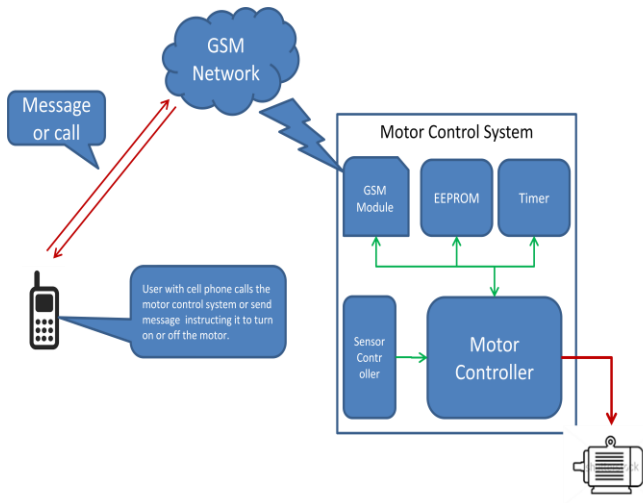 GSM
Network
Message
or call
Motor Control System
GSM
Module
EEPROM
Timer
User with cell phone calls the
motor control system or send
message instructing it to turn
on or off the motor.
Sensor
Contr
oller
Motor
Controller